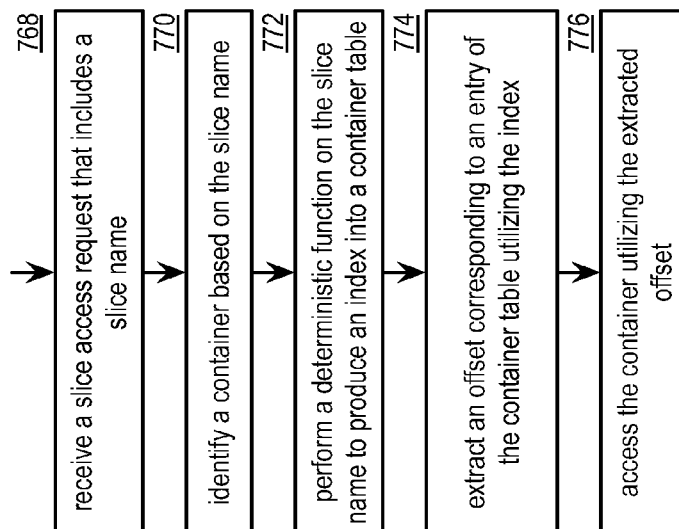 768
receive a slice access request that includes a
slice name
770
identify a container based on the slice name
772
perform a deterministic function on the slice
name to produce an index into a container table
774
extract an offset corresponding to an entry of
the container table utilizing the index
776
access the container utilizing the extracted
offset